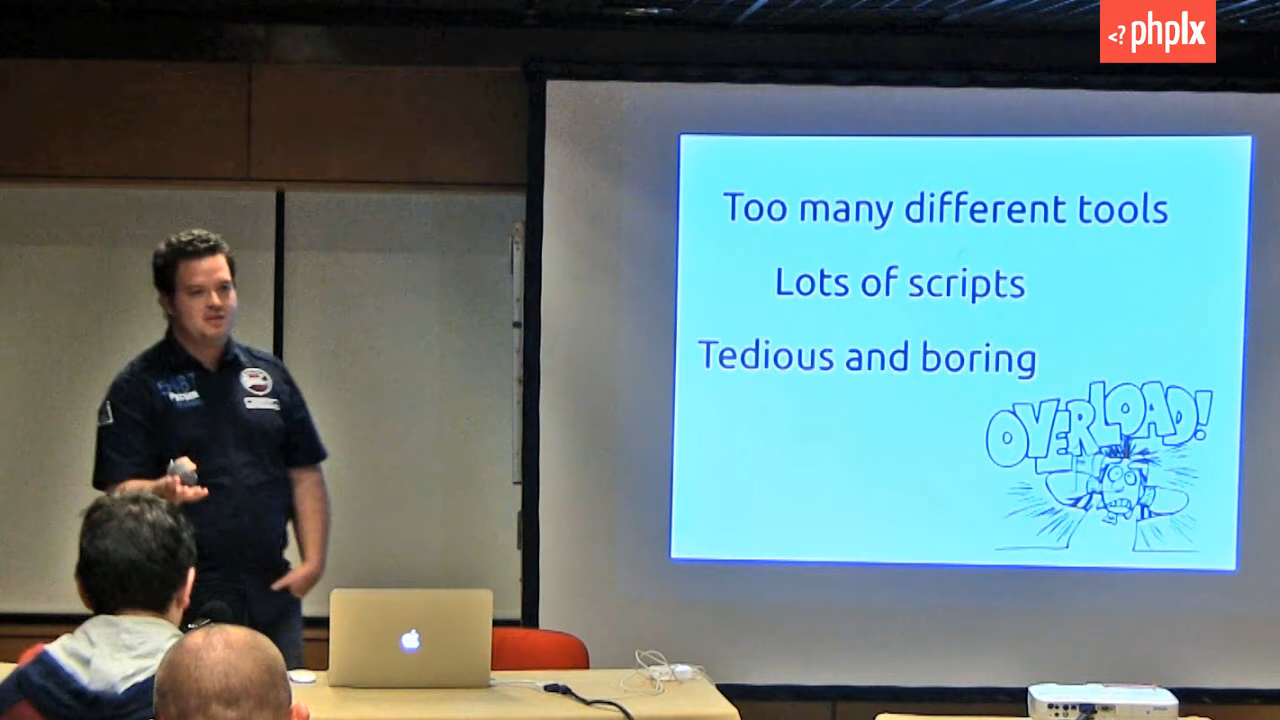 <? phplx
Too many different tools
Lots of scripts
Tedious and boring
OVERLOAD!